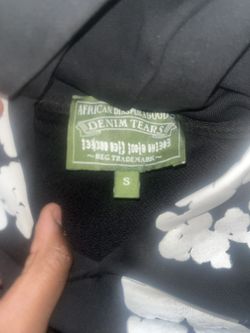 AFRICAN DIASPORA GOODS
DENIM TEARS
REG TRADEMARK
S